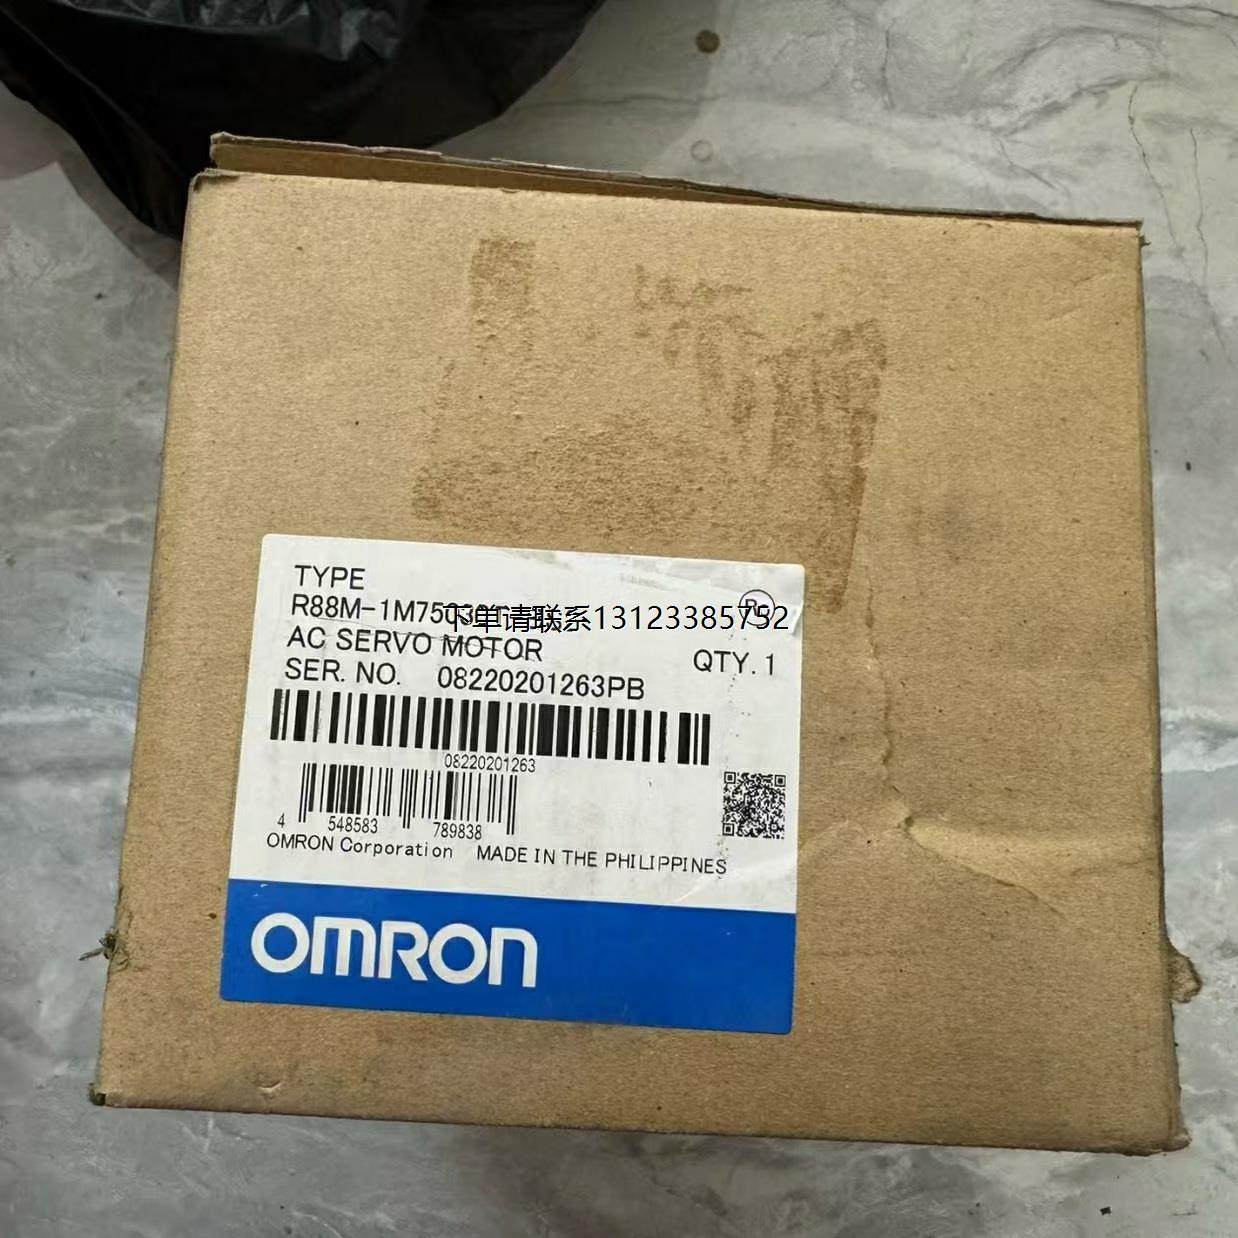 TYPE
R88M-1M75030T
下单请联系13123385752
AC SERVO MOTOR
QTY. 1
SER. NO. 08220201263PB
08220201263
4 548583 789838
OMRON Corporation MADE IN THE PHILIPPINES
OMRON